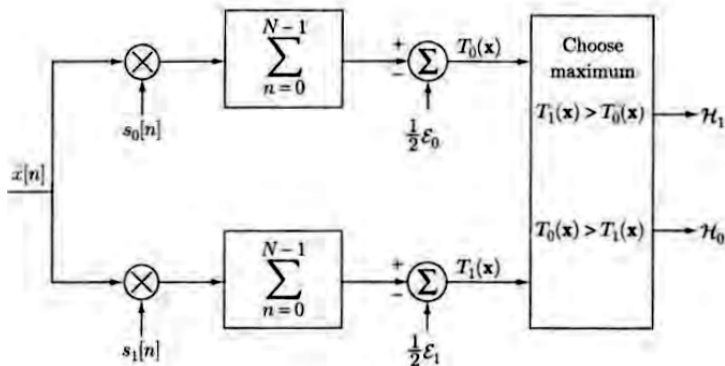 N−1
∑
n=0
+
−
Σ
T₀(𝐱)
Choose
maximum
s₀[n]
½ℰ₀
T₁(𝐱) > T₀(𝐱)
ℋ₁
x[n]
T₀(𝐱) > T₁(𝐱)
ℋ₀
N−1
∑
n=0
+
−
Σ
T₁(𝐱)
s₁[n]
½ℰ₁